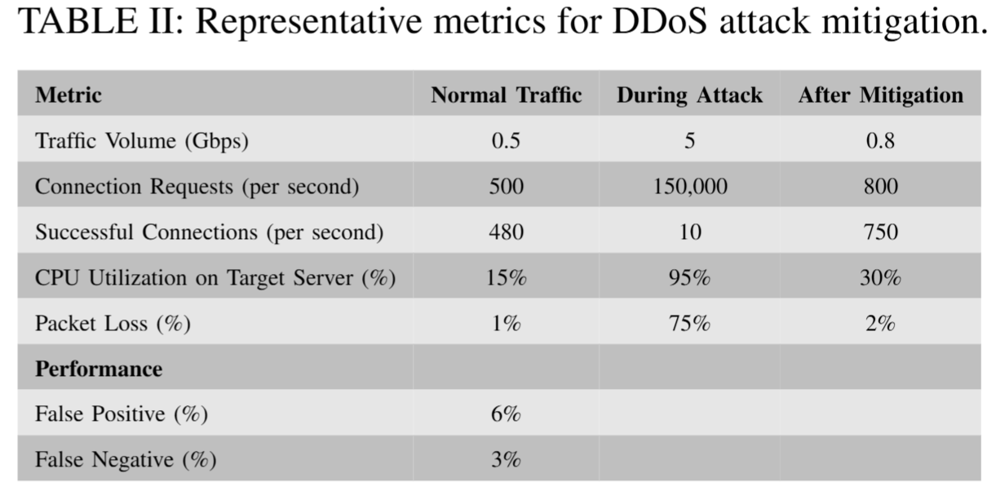 TABLE II: Representative metrics for DDoS attack mitigation.
Metric Normal Traffic During Attack After Mitigation
Traffic Volume (Gbps) 0.5 5 0.8
Connection Requests (per second) 500 150,000 800
Successful Connections (per second) 480 10 750
CPU Utilization on Target Server (%) 15% 95% 30%
Packet Loss (%) 1% 75% 2%
Performance
False Positive (%) 6%
False Negative (%) 3%